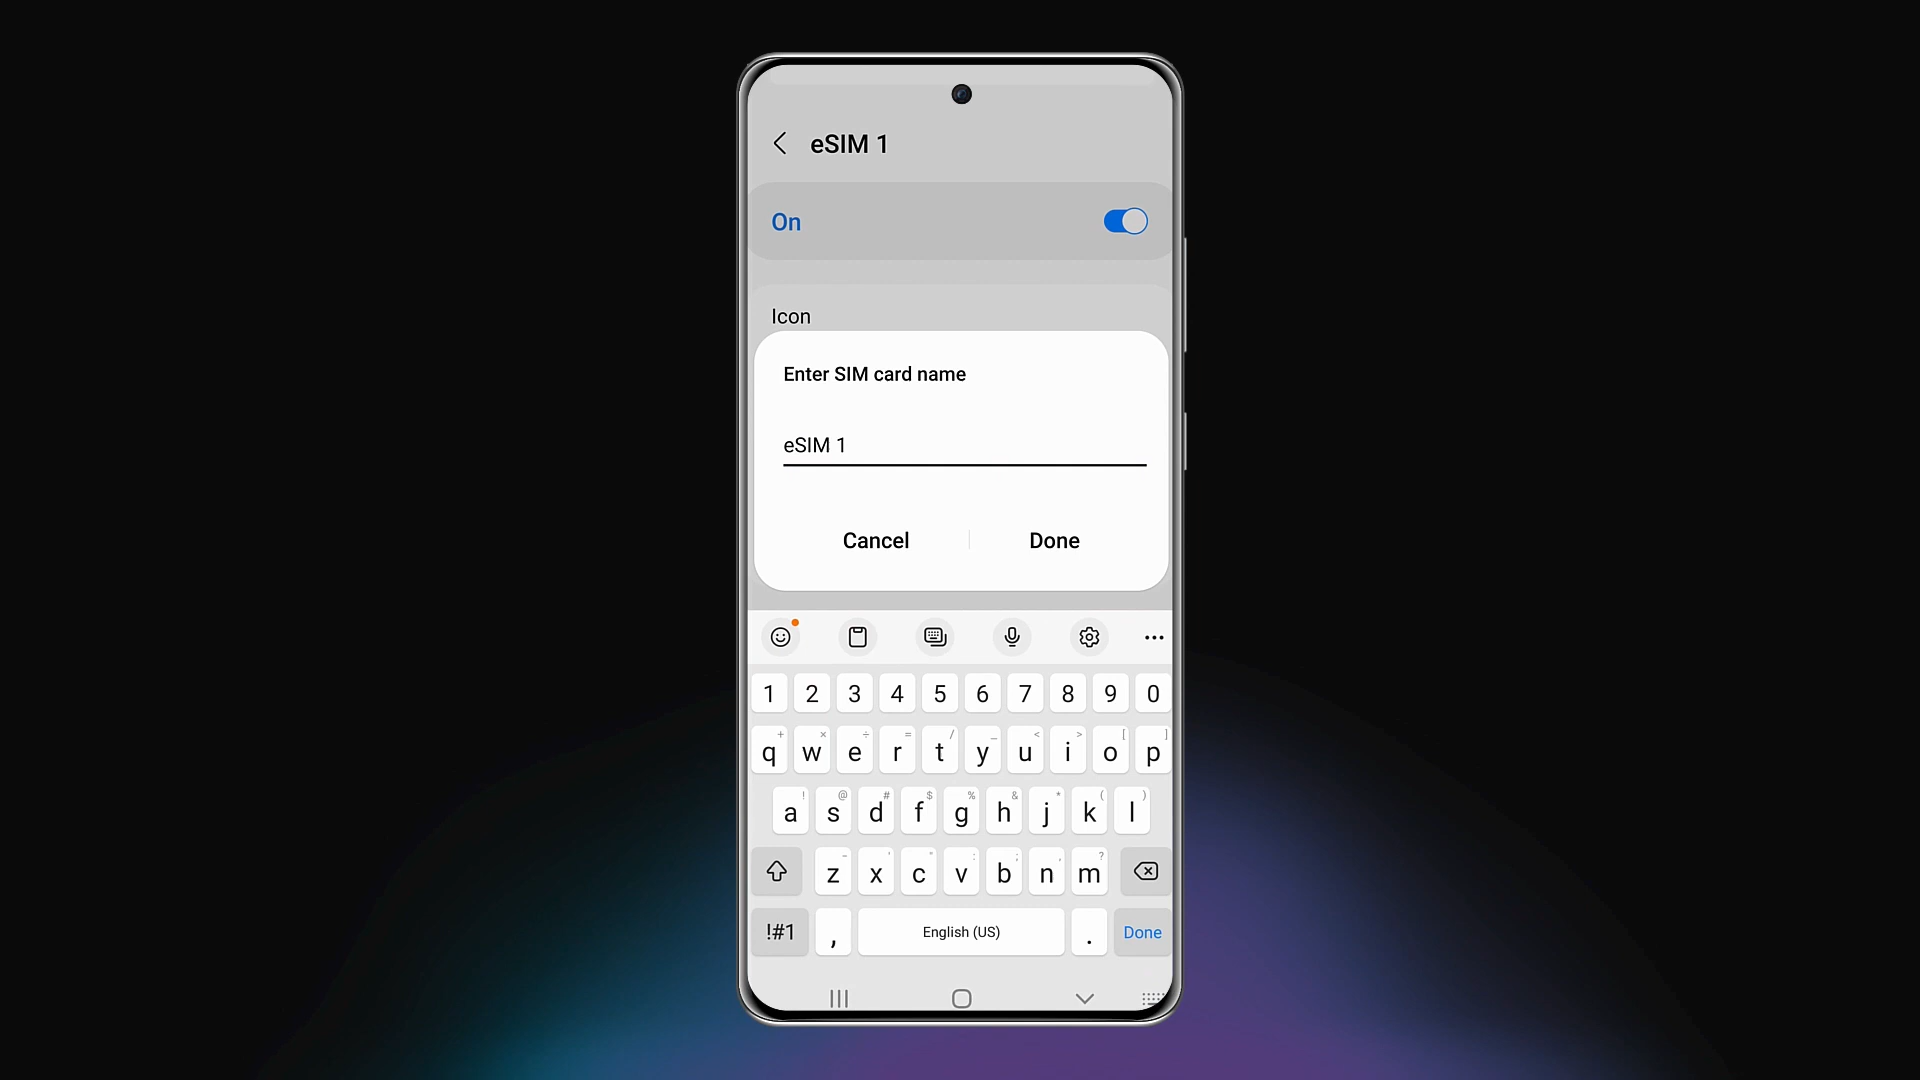 eSIM 1
On
Icon
Enter SIM card name
eSIM 1
Cancel Done
1 2 3 4 5 6 7 8 9 0
+ × ÷ = / _ < > [ ]
q w e r t y u i o p
! @ # $ % & * ( )
a s d f g h j k l
- ' " : ; , ?
z x c v b n m
!#1 , English (US) . Done